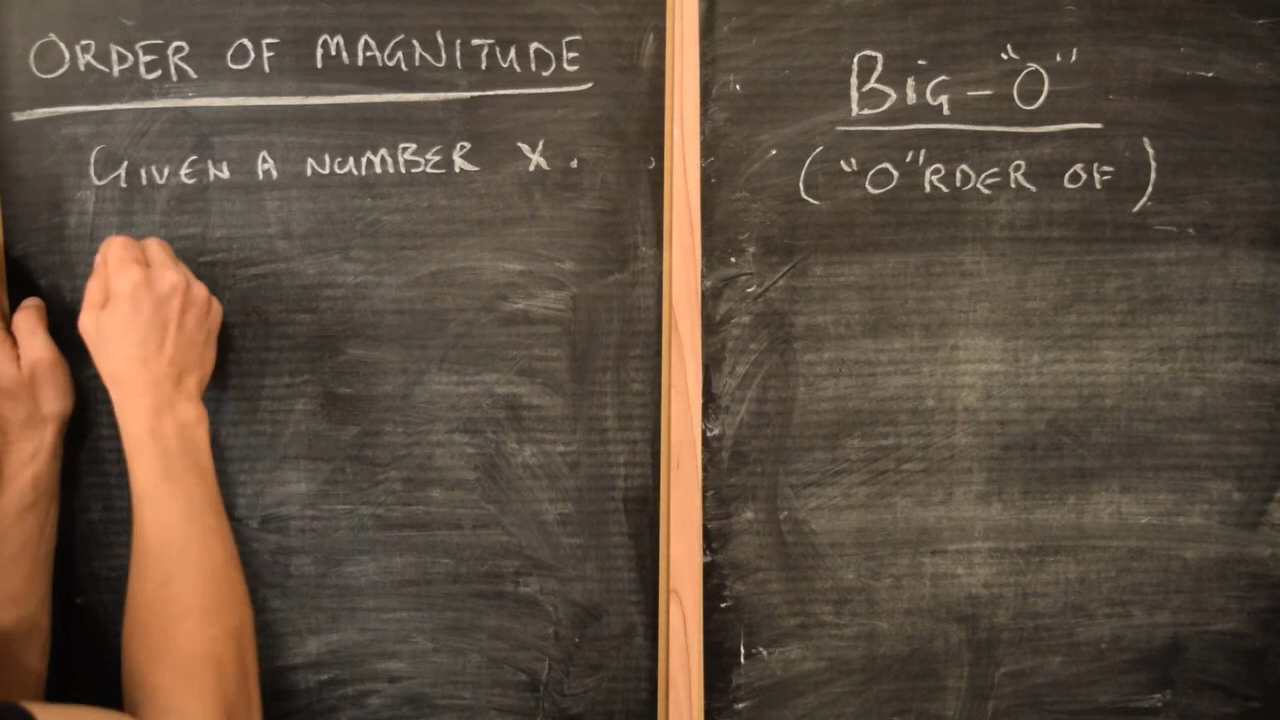 ORDER OF MAGNITUDE
GIVEN A NUMBER X.
BiG-"O"
("O"RDER OF)